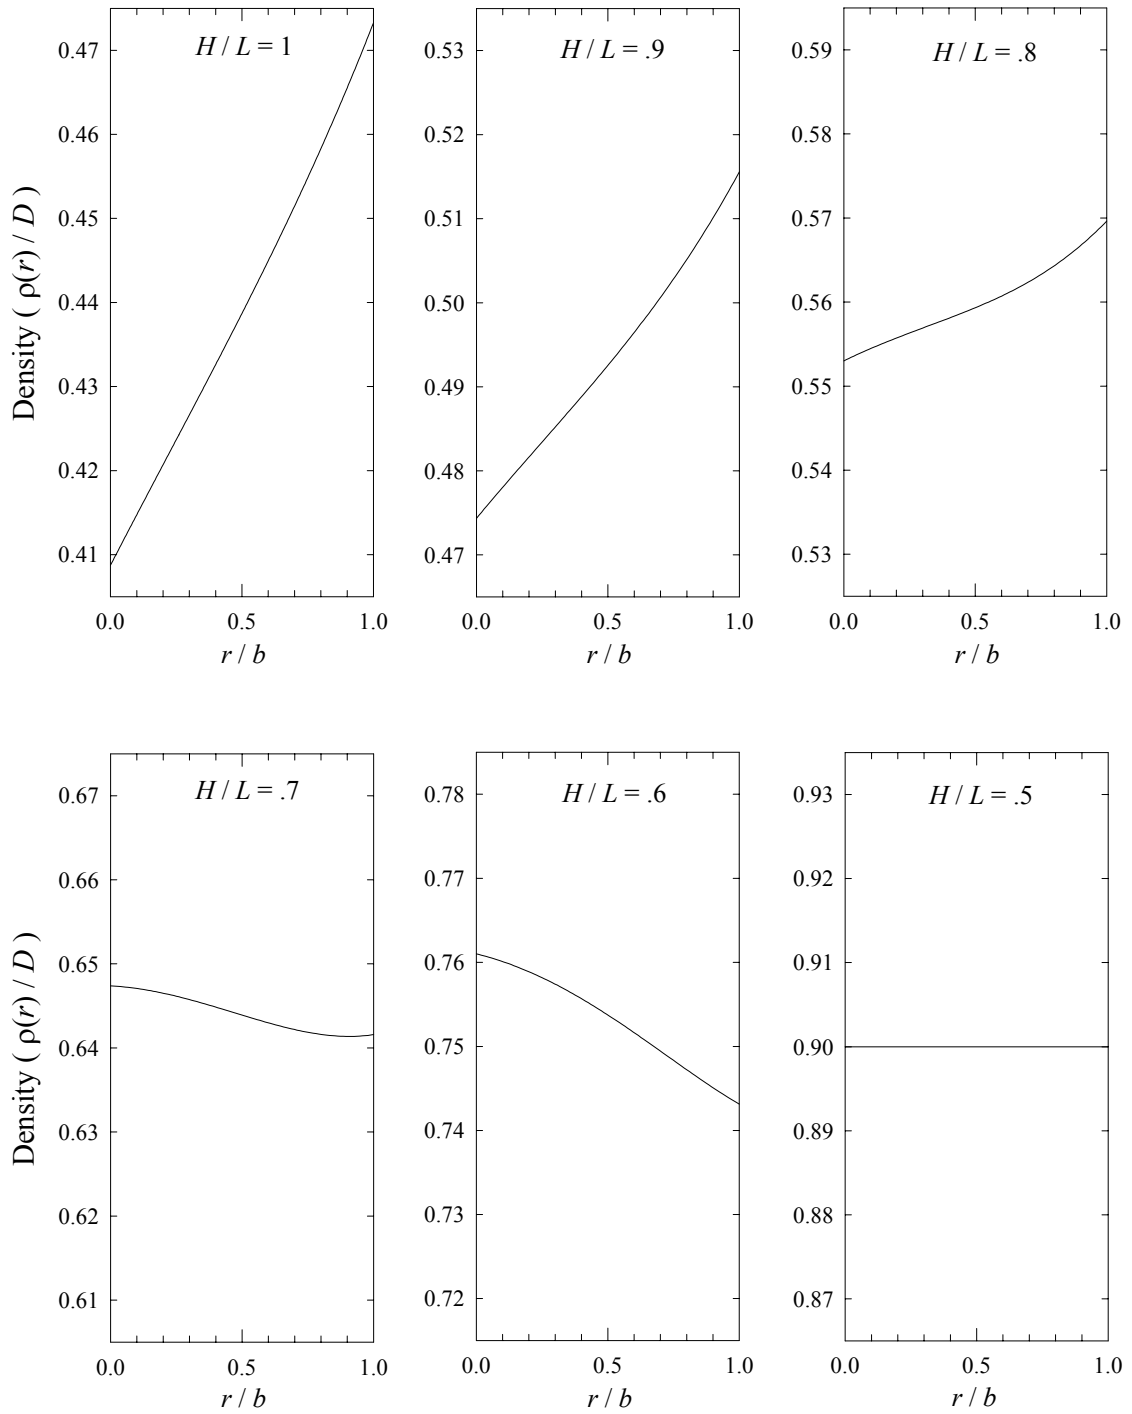 H / L = 1
0.47
0.46
0.45
0.44
0.43
0.42
0.41
Density ( ρ(r) / D )
0.0 0.5 1.0
r / b
H / L = .9
0.53
0.52
0.51
0.50
0.49
0.48
0.47
0.0 0.5 1.0
r / b
H / L = .8
0.59
0.58
0.57
0.56
0.55
0.54
0.53
0.0 0.5 1.0
r / b
H / L = .7
0.67
0.66
0.65
0.64
0.63
0.62
0.61
Density ( ρ(r) / D )
0.0 0.5 1.0
r / b
H / L = .6
0.78
0.77
0.76
0.75
0.74
0.73
0.72
0.0 0.5 1.0
r / b
H / L = .5
0.93
0.92
0.91
0.90
0.89
0.88
0.87
0.0 0.5 1.0
r / b